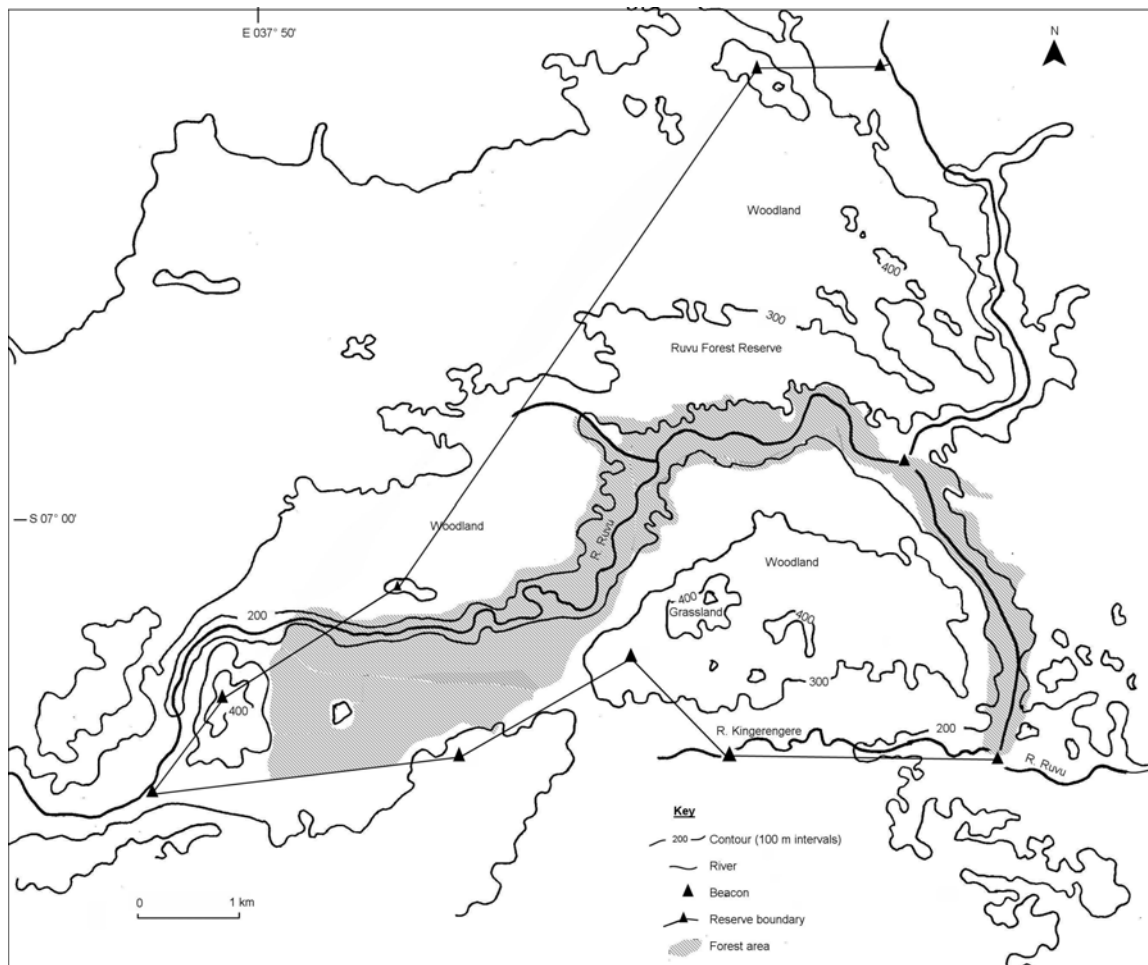 E 037° 50'
N
Woodland
400
300
Ruvu Forest Reserve
S 07° 00'
Woodland
R. Ruvu
Woodland
400
Grassland
400
200
300
400
R. Kingerengere
200
R. Ruvu
Key
200 Contour (100 m intervals)
River
Beacon
Reserve boundary
Forest area
0 1 km